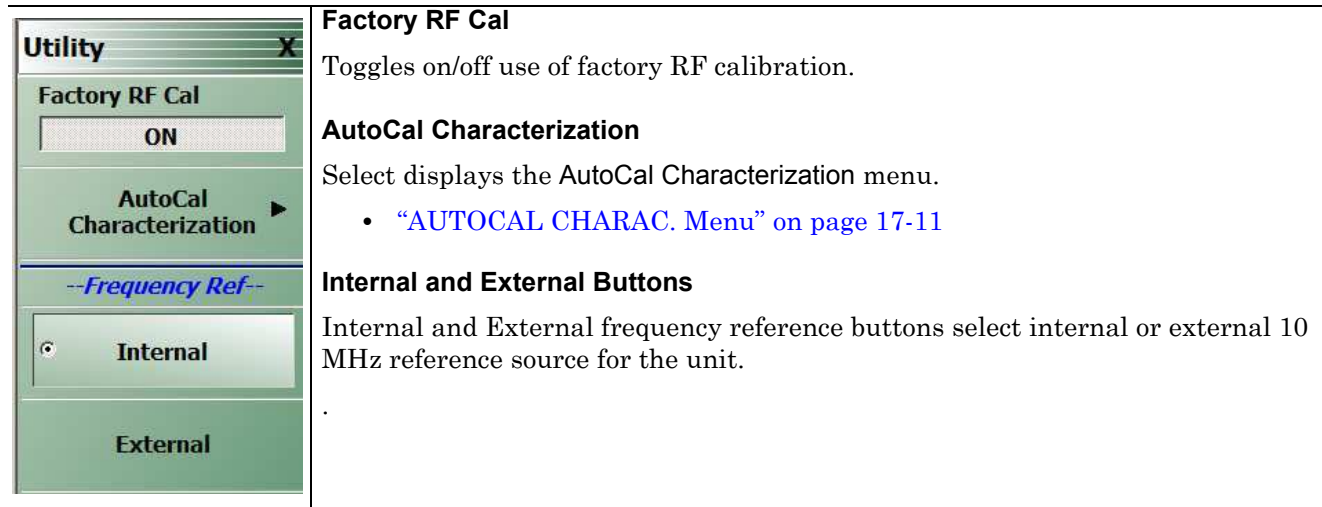 Utility X
Factory RF Cal
ON
AutoCal
Characterization
--Frequency Ref--
Internal
External
Factory RF Cal
Toggles on/off use of factory RF calibration.
AutoCal Characterization
Select displays the AutoCal Characterization menu.
• “AUTOCAL CHARAC. Menu” on page 17-11
Internal and External Buttons
Internal and External frequency reference buttons select internal or external 10
MHz reference source for the unit.
.